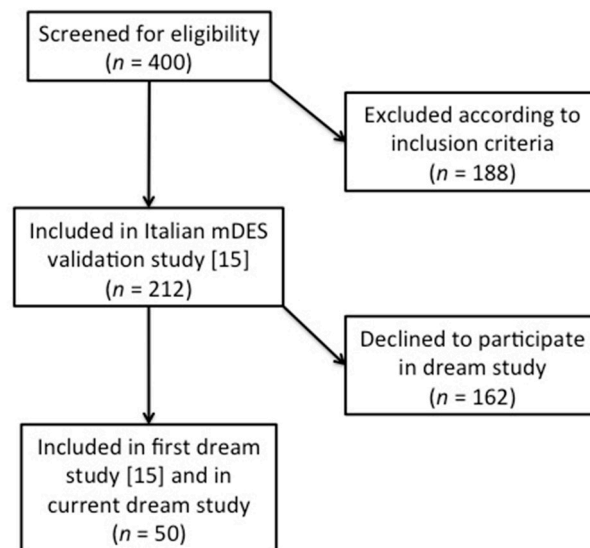 Screened for eligibility
(n = 400)
Excluded according to
inclusion criteria
(n = 188)
Included in Italian mDES
validation study [15]
(n = 212)
Declined to participate
in dream study
(n = 162)
Included in first dream
study [15] and in
current dream study
(n = 50)